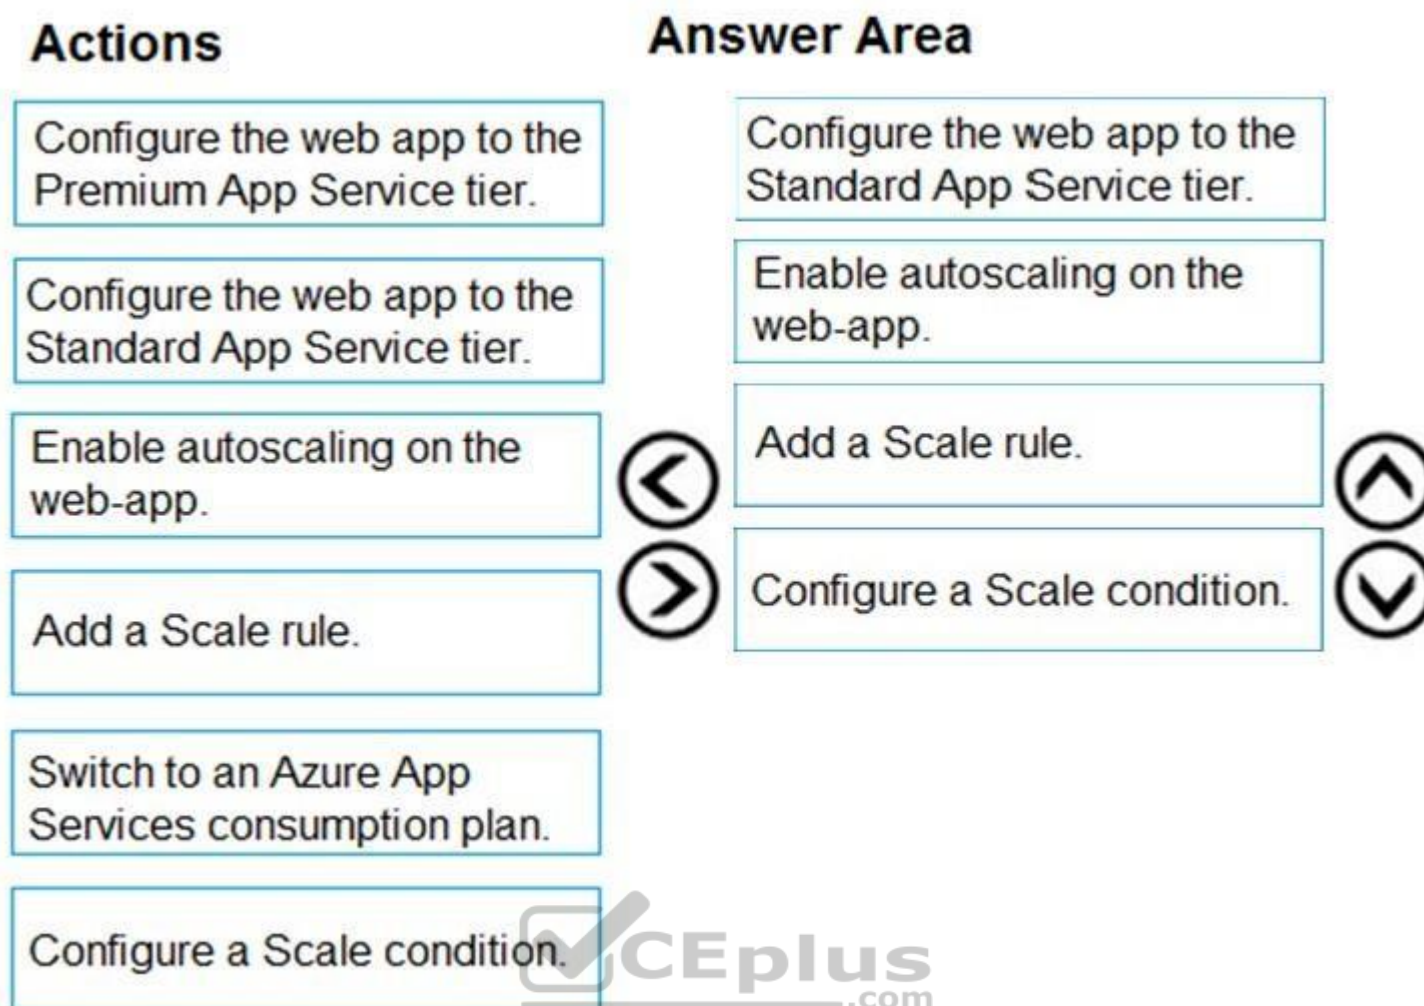 Actions
Configure the web app to the
Premium App Service tier.
Configure the web app to the
Standard App Service tier.
Enable autoscaling on the
web-app.
Add a Scale rule.
Switch to an Azure App
Services consumption plan.
Configure a Scale condition.
Answer Area
Configure the web app to the
Standard App Service tier.
Enable autoscaling on the
web-app.
Add a Scale rule.
Configure a Scale condition.
CEplus
.com